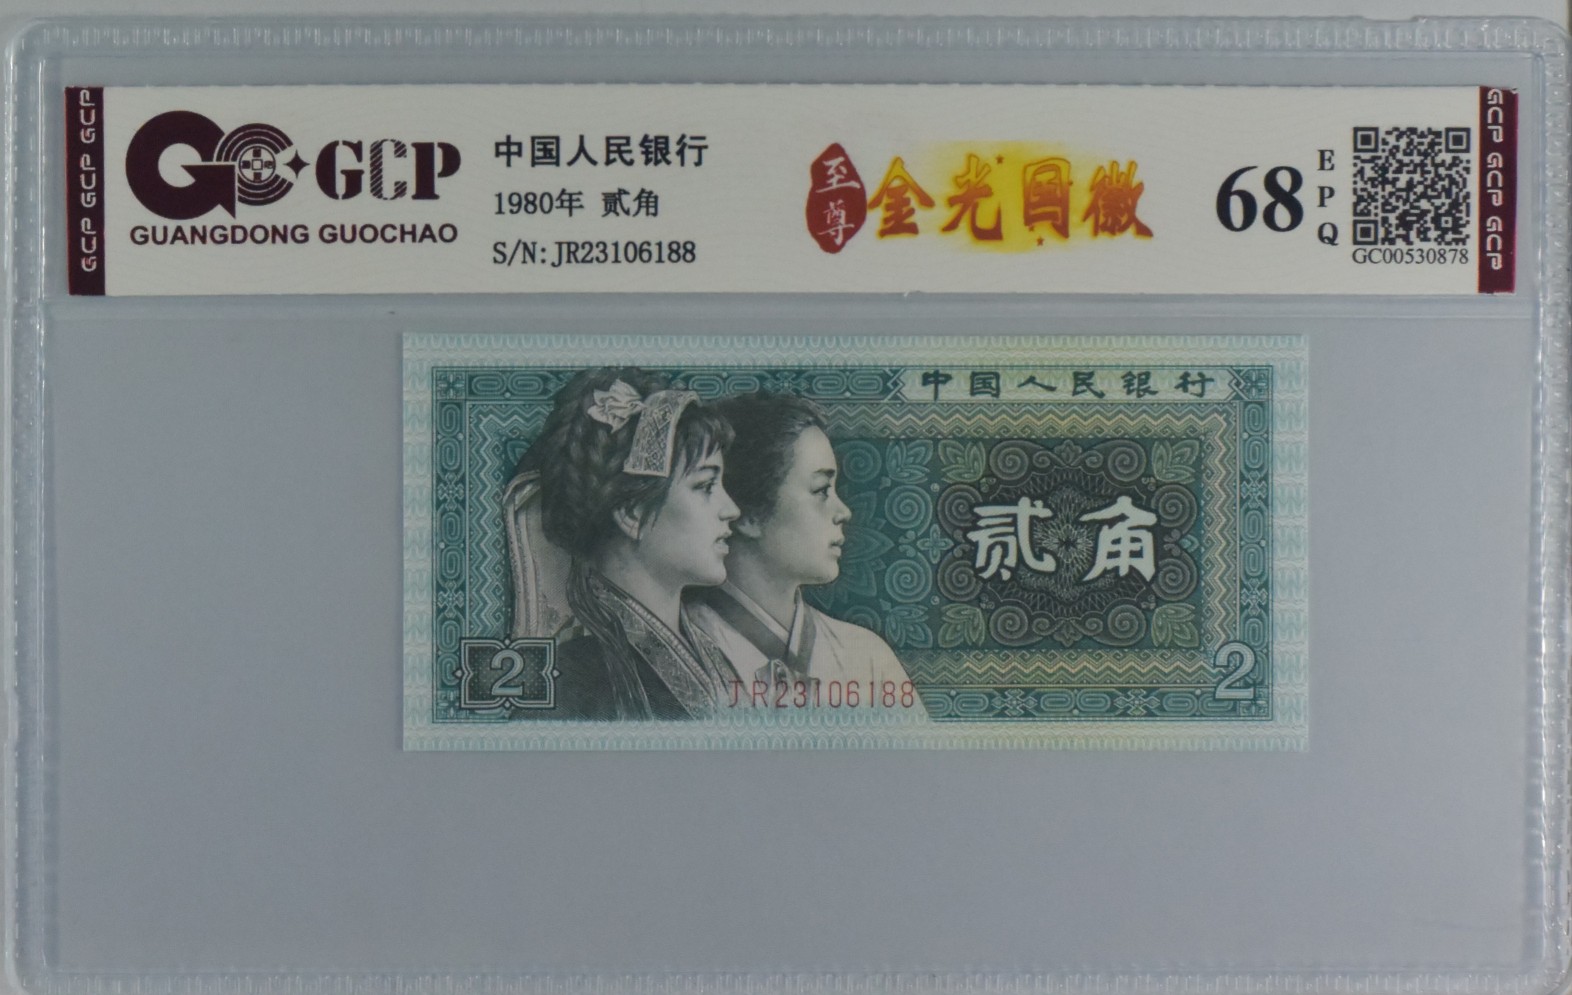 GCP
GUANGDONG GUOCHAO
中国人民银行
1980年 贰角
S/N:JR23106188
至尊
金光国徽
68
EPQ
GC00530878
GCP GCP GCP
GCP GCP GCP
中国人民银行
贰角
2
2
JR23106188